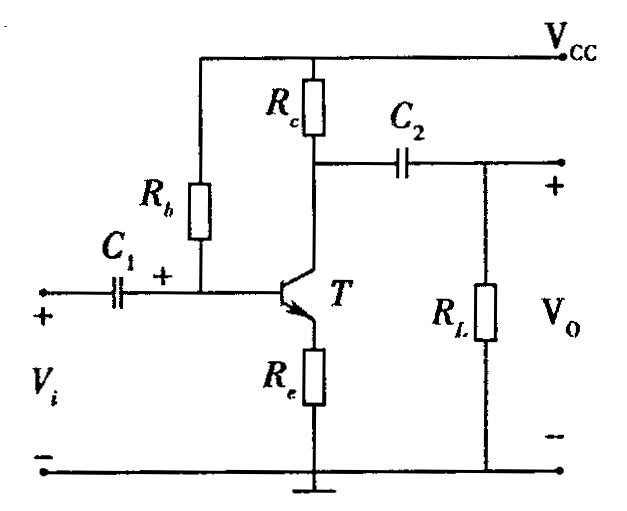 V_CC
R_c
C_2
+
R_b
C_1
+
T
+
R_L
V_O
V_i
R_e
−
−